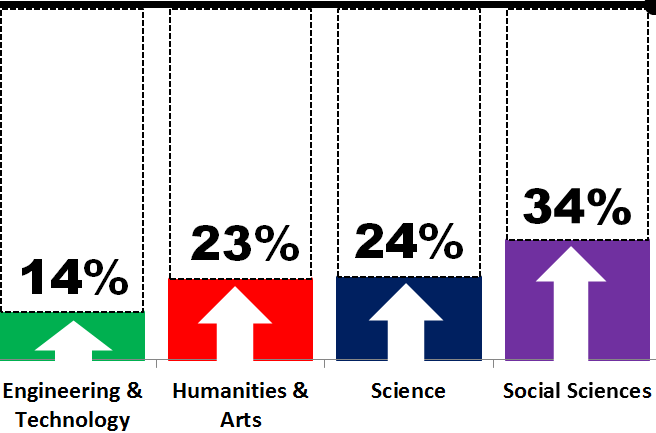 14%
23%
24%
34%
Engineering &
Technology
Humanities &
Arts
Science
Social Sciences